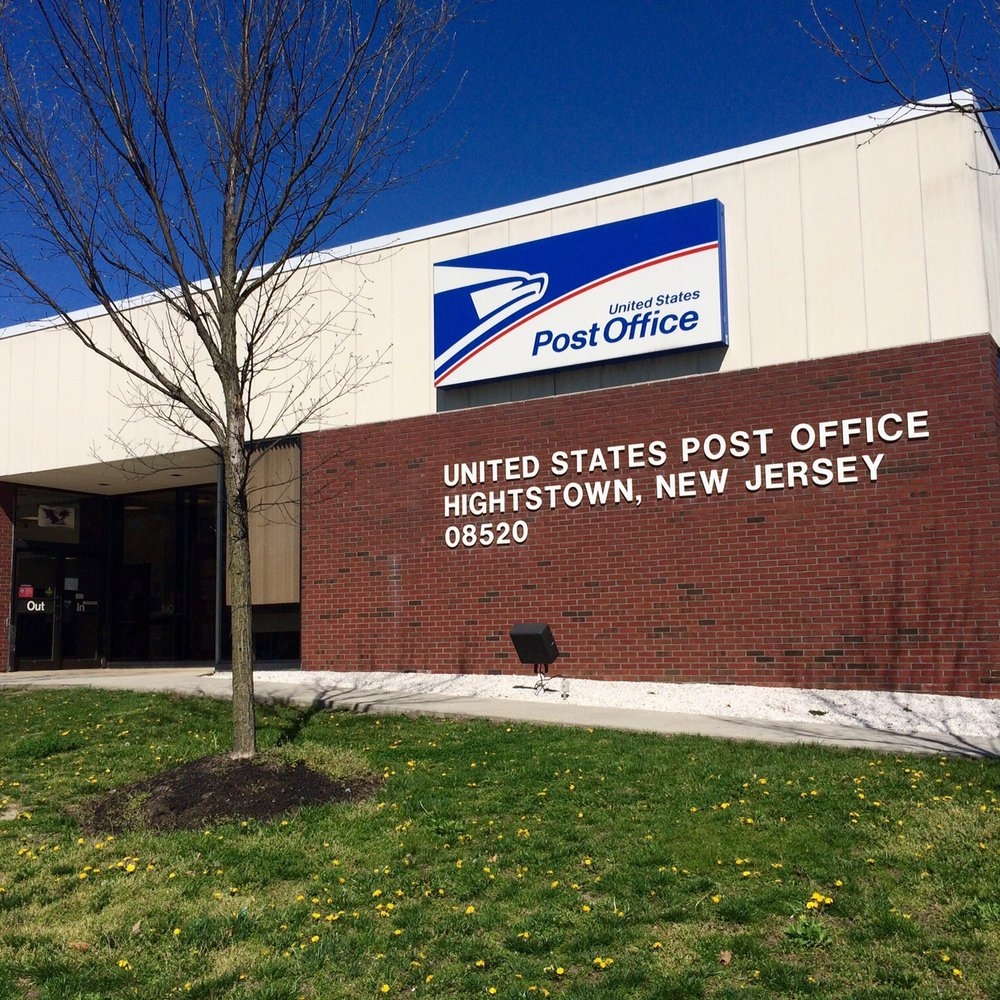 United States
Post Office
UNITED STATES POST OFFICE
HIGHTSTOWN, NEW JERSEY
08520
Out
In